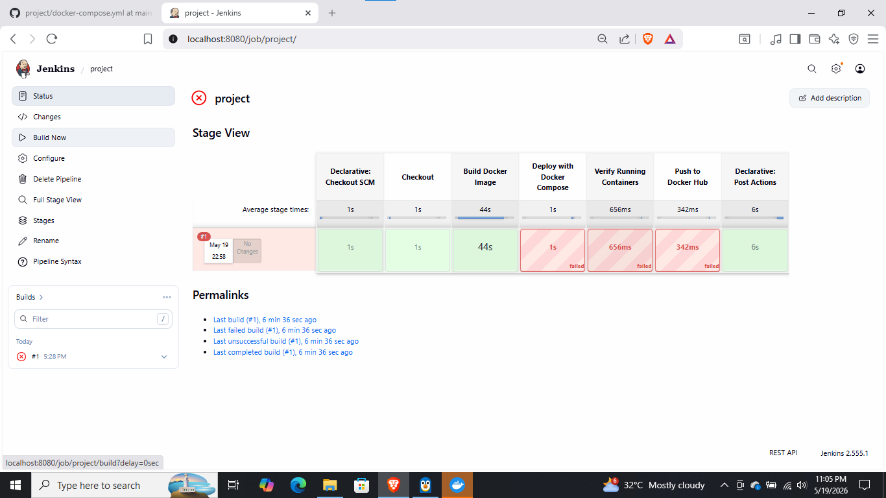 project/docker-compose.yml at main
project - Jenkins
localhost:8080/job/project/
Jenkins / project
Status
Changes
Build Now
Configure
Delete Pipeline
Full Stage View
Stages
Rename
Pipeline Syntax
Builds
Filter /
Today
#1 5:28 PM
project
Add description
Stage View
Declarative: Checkout SCM
Checkout
Build Docker Image
Deploy with Docker Compose
Verify Running Containers
Push to Docker Hub
Declarative: Post Actions
Average stage times: 1s 1s 44s 1s 656ms 342ms 6s
#1
May 19
22:58
No Changes
1s 1s 44s 1s 656ms 342ms 6s
failed failed failed
Permalinks
Last build (#1), 6 min 36 sec ago
Last failed build (#1), 6 min 36 sec ago
Last unsuccessful build (#1), 6 min 36 sec ago
Last completed build (#1), 6 min 36 sec ago
REST API Jenkins 2.555.1
localhost:8080/job/project/build?delay=0sec
Type here to search
32°C Mostly cloudy
11:05 PM
5/19/2026